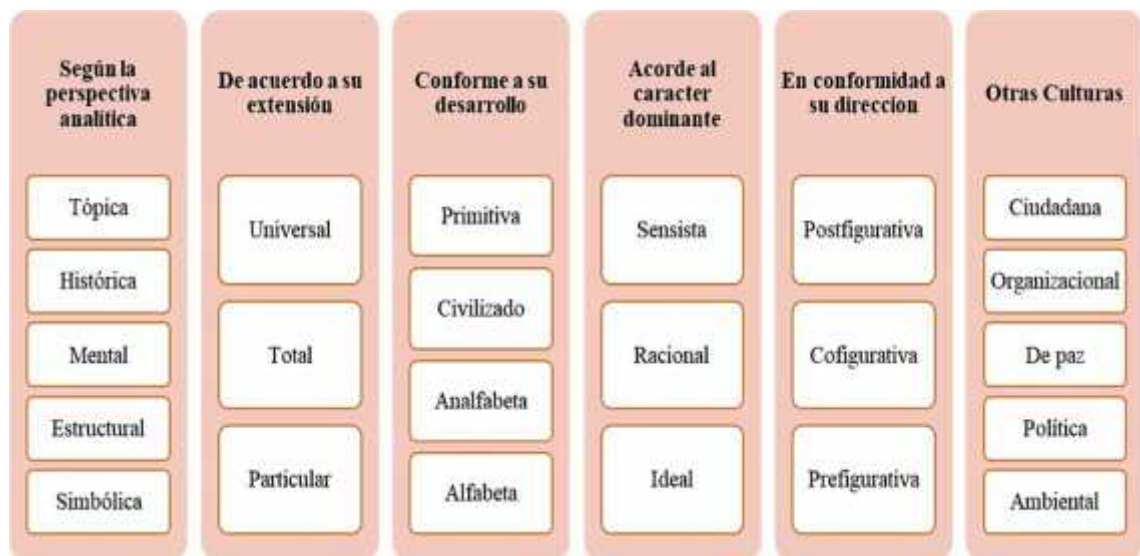 Según la
perspectiva
analítica
Tópica
Histórica
Mental
Estructural
Simbólica
De acuerdo a su
extensión
Universal
Total
Particular
Conforme a su
desarrollo
Primitiva
Civilizado
Analfabeta
Alfabeta
Acorde al
caracter
dominante
Sensista
Racional
Ideal
En conformidad a
su direccion
Postfigurativa
Cofigurativa
Prefigurativa
Otras Culturas
Ciudadana
Organizacional
De paz
Política
Ambiental